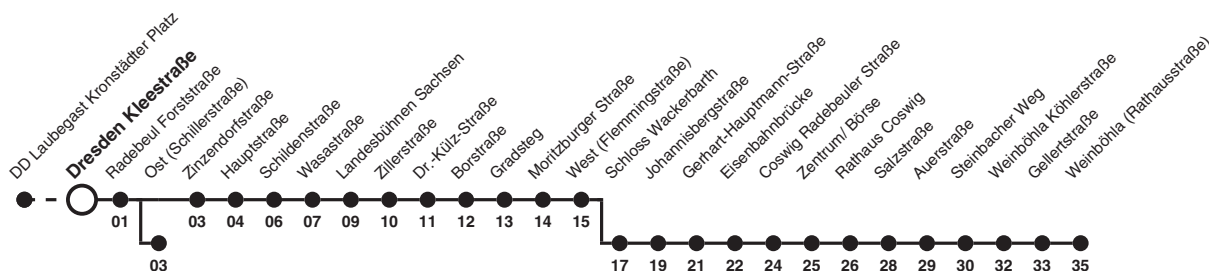 DD Laubegast Kronstädter Platz
Dresden Kleestraße
Radebeul Forststraße
Ost (Schillerstraße)
Zinzendorfstraße
Hauptstraße
Schildenstraße
Wasastraße
Landesbühnen Sachsen
Zillerstraße
Dr.-Külz-Straße
Borstraße
Gradsteg
Moritzburger Straße
West (Flemmingstraße)
Schloss Wackerbarth
Johannisbergstraße
Gerhart-Hauptmann-Straße
Eisenbahnbrücke
Coswig Radebeuler Straße
Zentrum/ Börse
Rathaus Coswig
Salzstraße
Auerstraße
Steinbacher Weg
Weinböhla Köhlerstraße
Gellertstraße
Weinböhla (Rathausstraße)
01 03 04 06 07 09 10 11 12 13 14 15
03
17 19 21 22 24 25 26 28 29 30 32 33 35